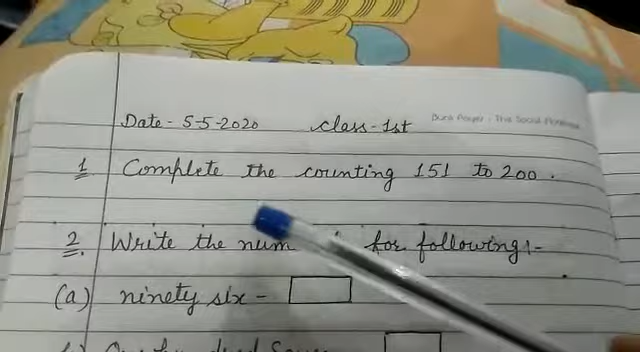 Date - 5-5-2020 class - 1st
1 Complete the counting 151 to 200.
2. Write the num for following:-
(a) ninety six -